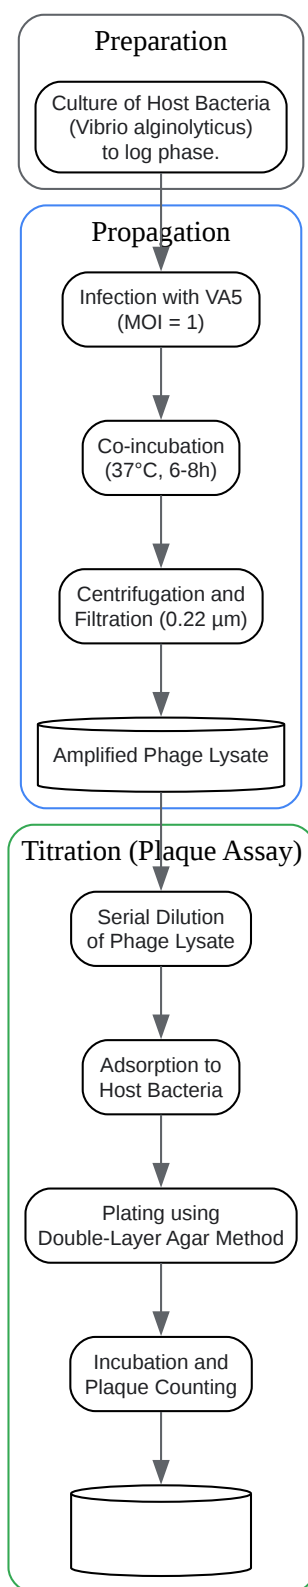 Preparation
Culture of Host Bacteria
(Vibrio alginolyticus)
to log phase.
Propagation
Infection with VA5
(MOI = 1)
Co-incubation
(37°C, 6-8h)
Centrifugation and
Filtration (0.22 µm)
Amplified Phage Lysate
Titration (Plaque Assay)
Serial Dilution
of Phage Lysate
Adsorption to
Host Bacteria
Plating using
Double-Layer Agar Method
Incubation and
Plaque Counting